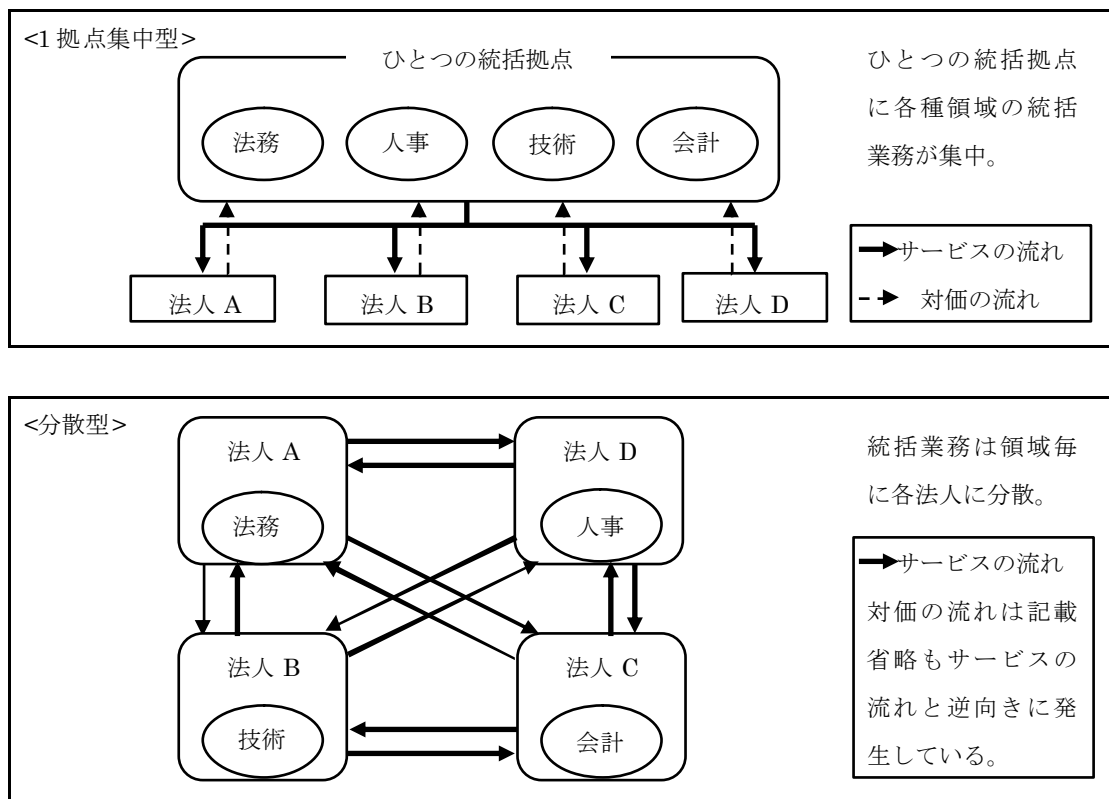 <1 拠点集中型>
ひとつの統括拠点
法務
人事
技術
会計
法人 A
法人 B
法人 C
法人 D
ひとつの統括拠点
に各種領域の統括
業務が集中。
サービスの流れ
対価の流れ
<分散型>
法人 A
法務
法人 D
人事
法人 B
技術
法人 C
会計
統括業務は領域毎
に各法人に分散。
サービスの流れ
対価の流れは記載
省略もサービスの
流れと逆向きに発
生している。